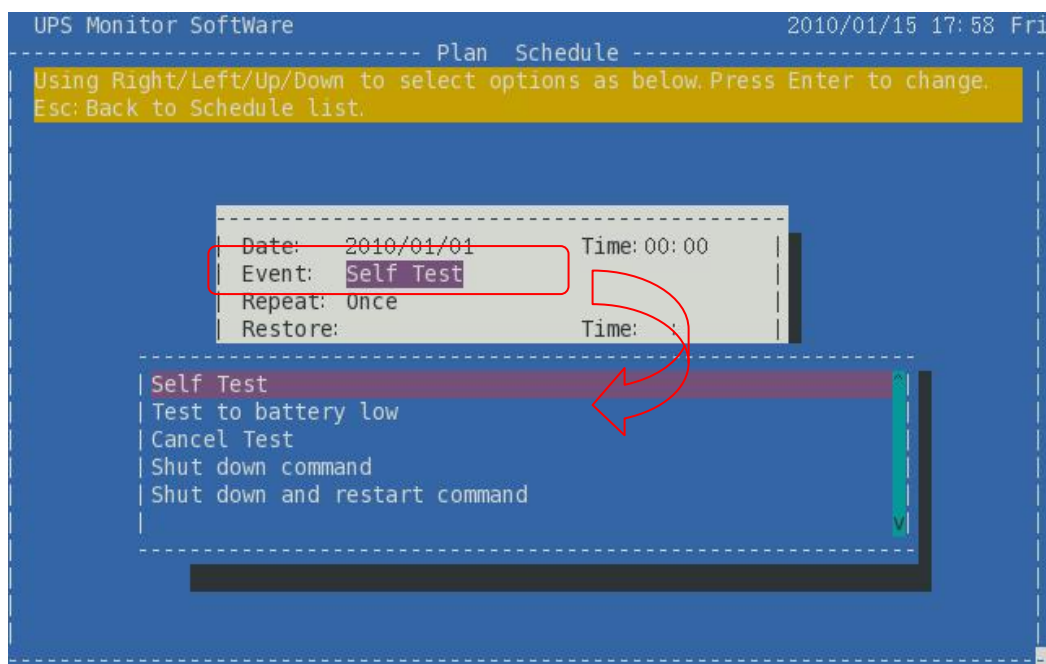 UPS Monitor SoftWare 2010/01/15 17:58 Fri
Plan Schedule
Using Right/Left/Up/Down to select options as below. Press Enter to change.
Esc: Back to Schedule list.
Date: 2010/01/01 Time: 00:00
Event: Self Test
Repeat: Once
Restore: Time: :
Self Test
Test to battery low
Cancel Test
Shut down command
Shut down and restart command